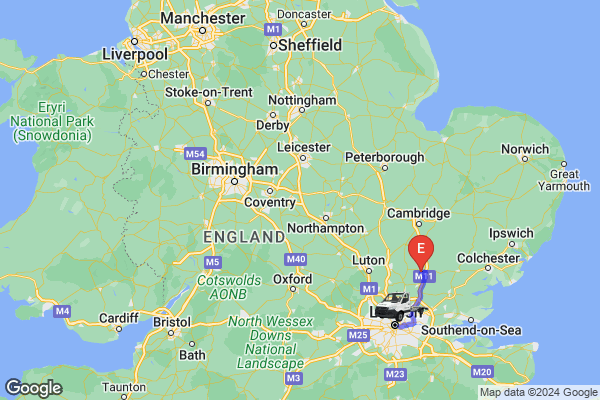 Doncaster
Manchester
M1
Liverpool
Sheffield
Chester
Stoke-on-Trent
Eryri
National Park
(Snowdonia)
Nottingham
Derby
M54
Leicester
Peterborough
Norwich
Birmingham
Great
Yarmouth
Coventry
Cambridge
Northampton
Ipswich
ENGLAND
E
M5
M40
Luton
M11
Colchester
Cotswolds
AONB
Oxford
M1
M4
Cardiff
Bristol
North Wessex
Downs
National
Landscape
Southend-on-Sea
M25
Bath
M20
M3
M23
Taunton
Google
Google
Map data ©2024 Google